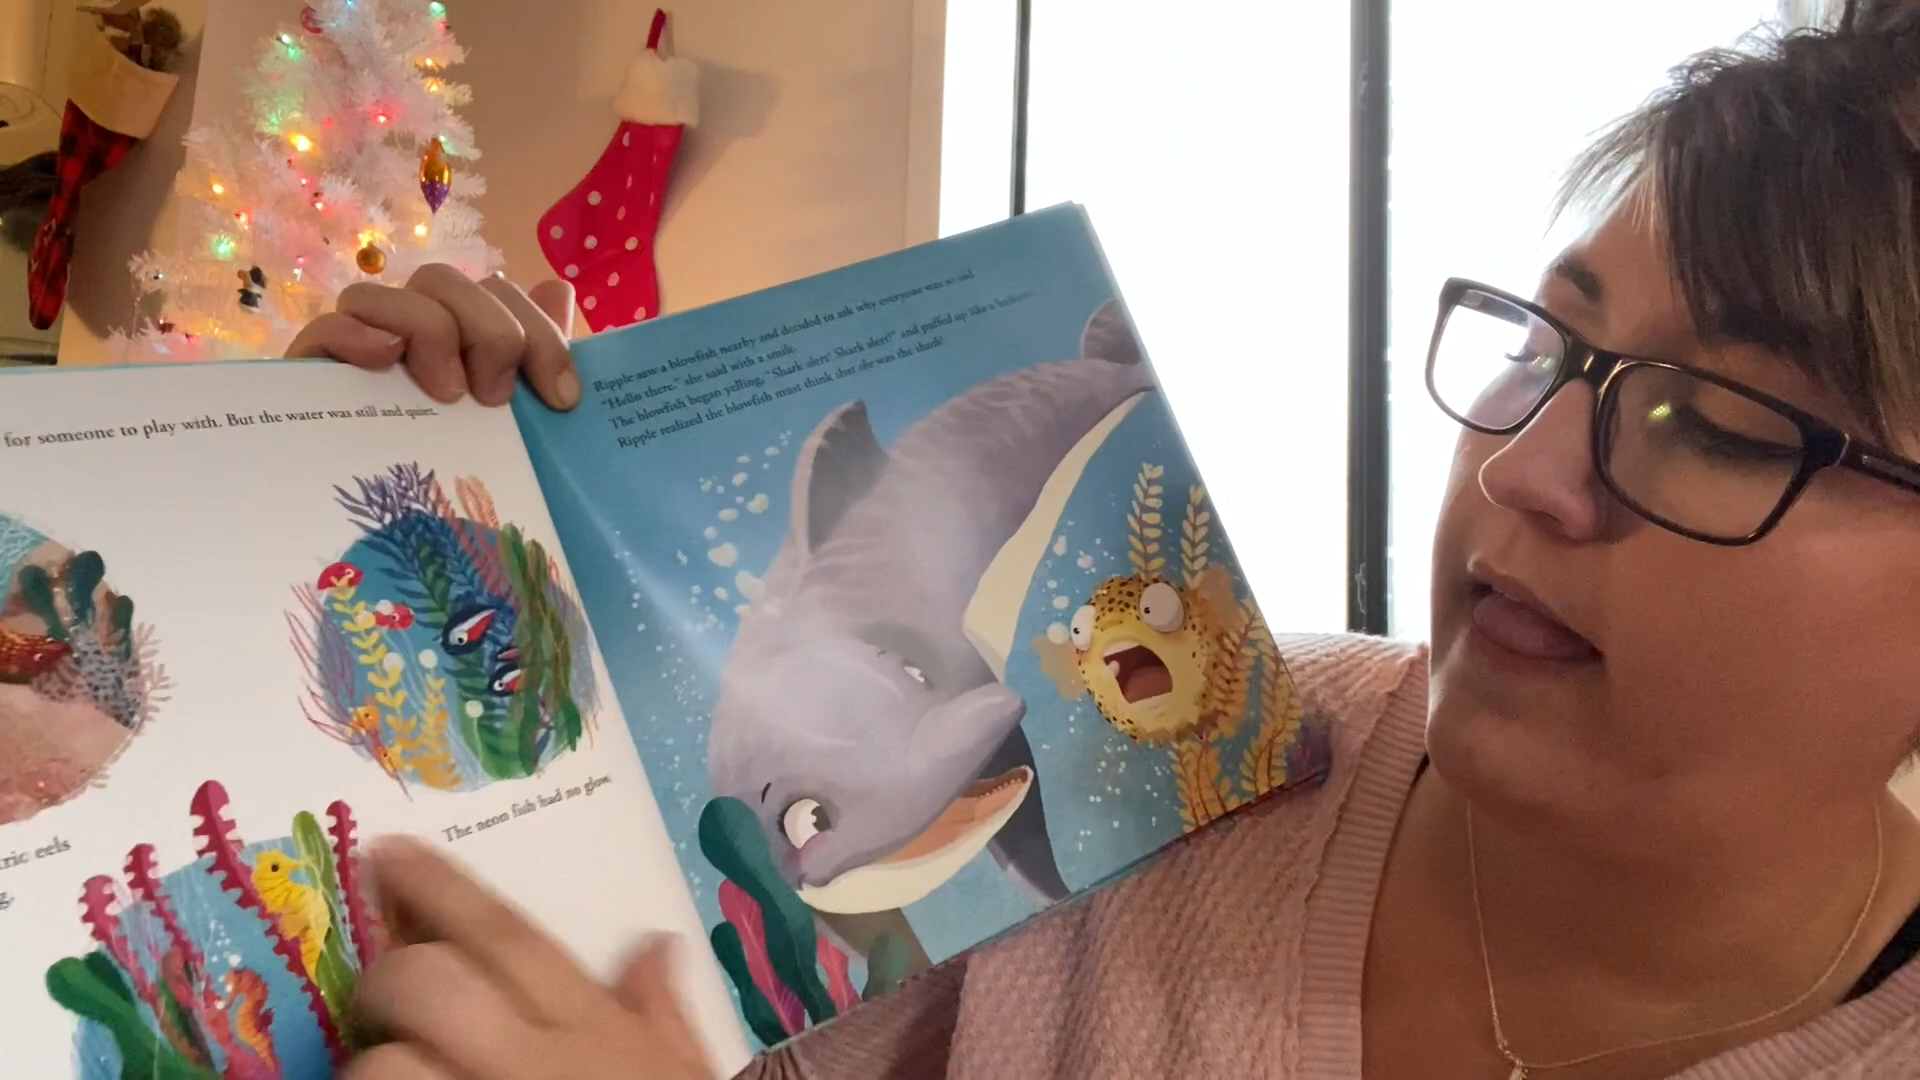 for someone to play with. But the water was still and quiet.
tric eels
g.
The neon fish had no glow.
Ripple saw a blowfish nearby and decided to ask why everyone was so sad.
"Hello there," she said with a smile.
The blowfish began yelling, "Shark alert! Shark alert!" and puffed up like a balloon.
Ripple realized the blowfish must think that she was the shark!